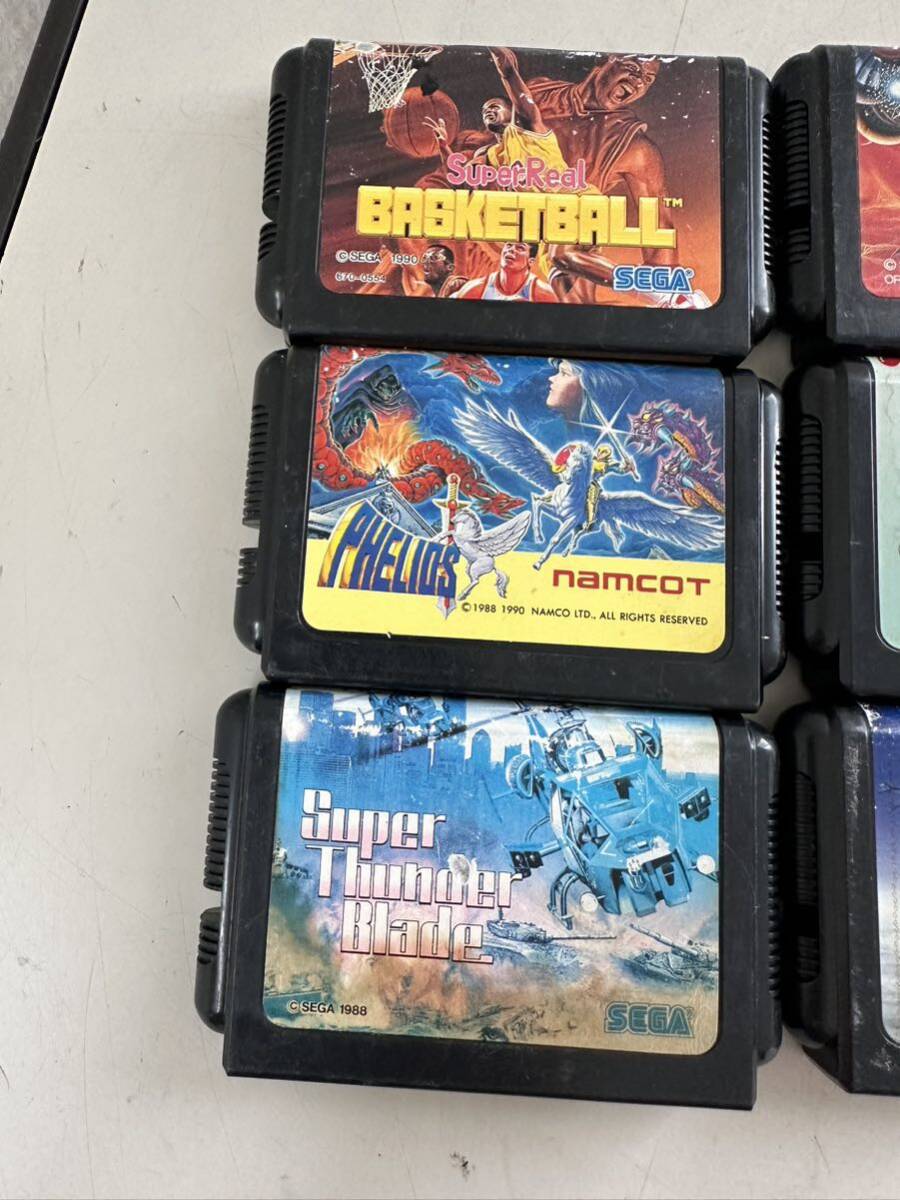 Super Real
BASKETBALL™
© SEGA 1990
670-0554
SEGA®
©
OR
PHELIOS
namcoT
© 1988 1990 NAMCO LTD., ALL RIGHTS RESERVED
Super
Thunder
Blade
© SEGA 1988
SEGA®